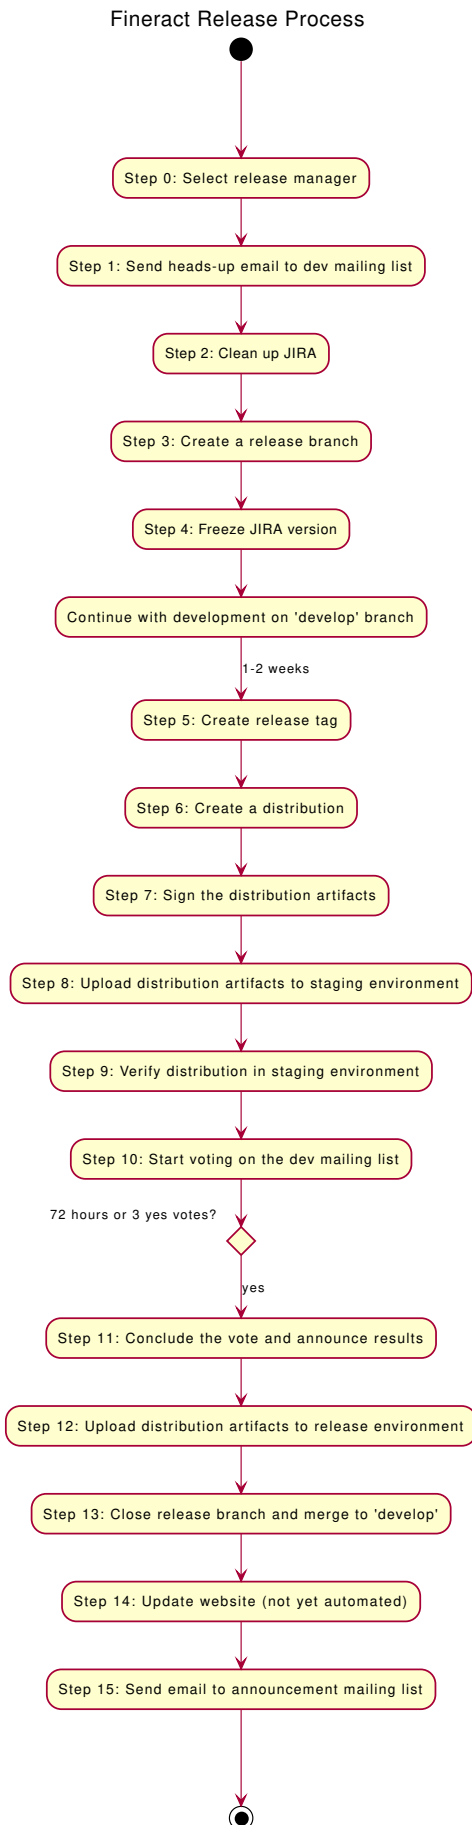 Fineract Release Process
Step 0: Select release manager
Step 1: Send heads-up email to dev mailing list
Step 2: Clean up JIRA
Step 3: Create a release branch
Step 4: Freeze JIRA version
Continue with development on 'develop' branch
1-2 weeks
Step 5: Create release tag
Step 6: Create a distribution
Step 7: Sign the distribution artifacts
Step 8: Upload distribution artifacts to staging environment
Step 9: Verify distribution in staging environment
Step 10: Start voting on the dev mailing list
72 hours or 3 yes votes?
yes
Step 11: Conclude the vote and announce results
Step 12: Upload distribution artifacts to release environment
Step 13: Close release branch and merge to 'develop'
Step 14: Update website (not yet automated)
Step 15: Send email to announcement mailing list